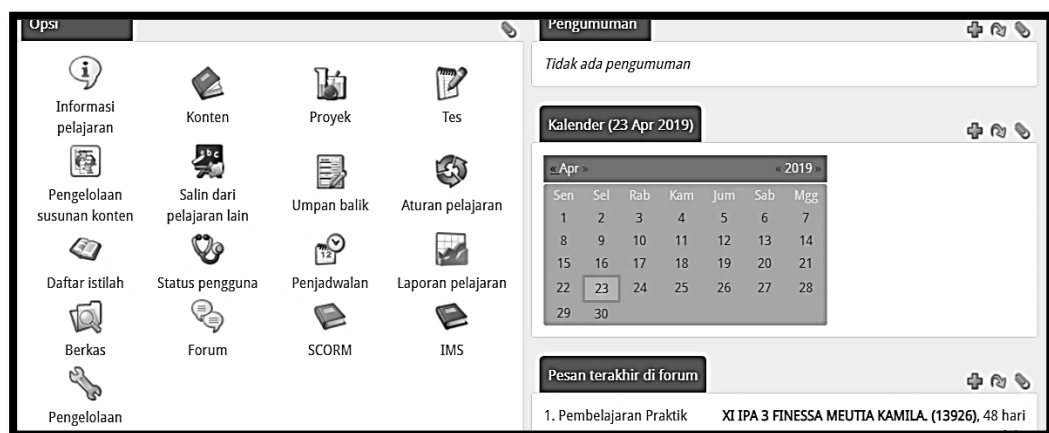 Opsi
Informasi
pelajaran
Konten
Proyek
Tes
Pengelolaan
susunan konten
Salin dari
pelajaran lain
Umpan balik
Aturan pelajaran
Daftar istilah
Status pengguna
Penjadwalan
Laporan pelajaran
Berkas
Forum
SCORM
IMS
Pengelolaan
Pengumuman
Tidak ada pengumuman
Kalender (23 Apr 2019)
« Apr » « 2019 »
Sen Sel Rab Kam Jum Sab Mgg
1 2 3 4 5 6 7
8 9 10 11 12 13 14
15 16 17 18 19 20 21
22 23 24 25 26 27 28
29 30
Pesan terakhir di forum
1. Pembelajaran Praktik XI IPA 3 FINESSA MEUTIA KAMILA. (13926), 48 hari